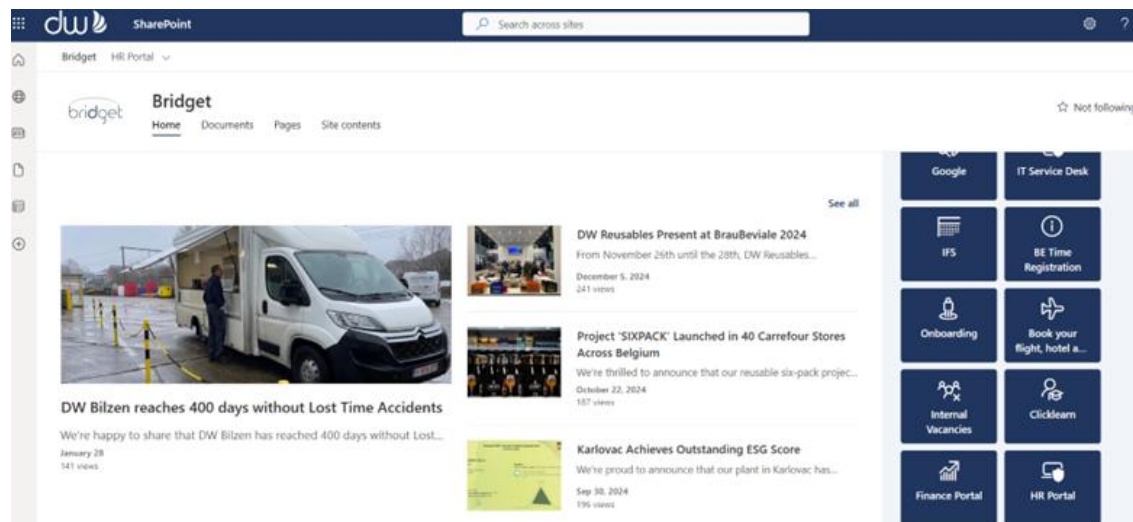 dw
SharePoint
Search across sites
?
Bridget
HR Portal
bridget
Bridget
Home
Documents
Pages
Site contents
Not following
See all
DW Bilzen reaches 400 days without Lost Time Accidents
We're happy to share that DW Bilzen has reached 400 days without Lost...
January 28
141 views
DW Reusables Present at BrauBeviale 2024
From November 26th until the 28th, DW Reusables...
December 5, 2024
241 views
Project 'SIXPACK' Launched in 40 Carrefour Stores
Across Belgium
We're thrilled to announce that our reusable six-pack projec...
October 22, 2024
187 views
Karlovac Achieves Outstanding ESG Score
We're proud to announce that our plant in Karlovac has...
Sep 30, 2024
196 views
Google
IT Service Desk
IFS
BE Time
Registration
Onboarding
Book your
flight, hotel a...
Internal
Vacancies
Clicklearn
Finance Portal
HR Portal